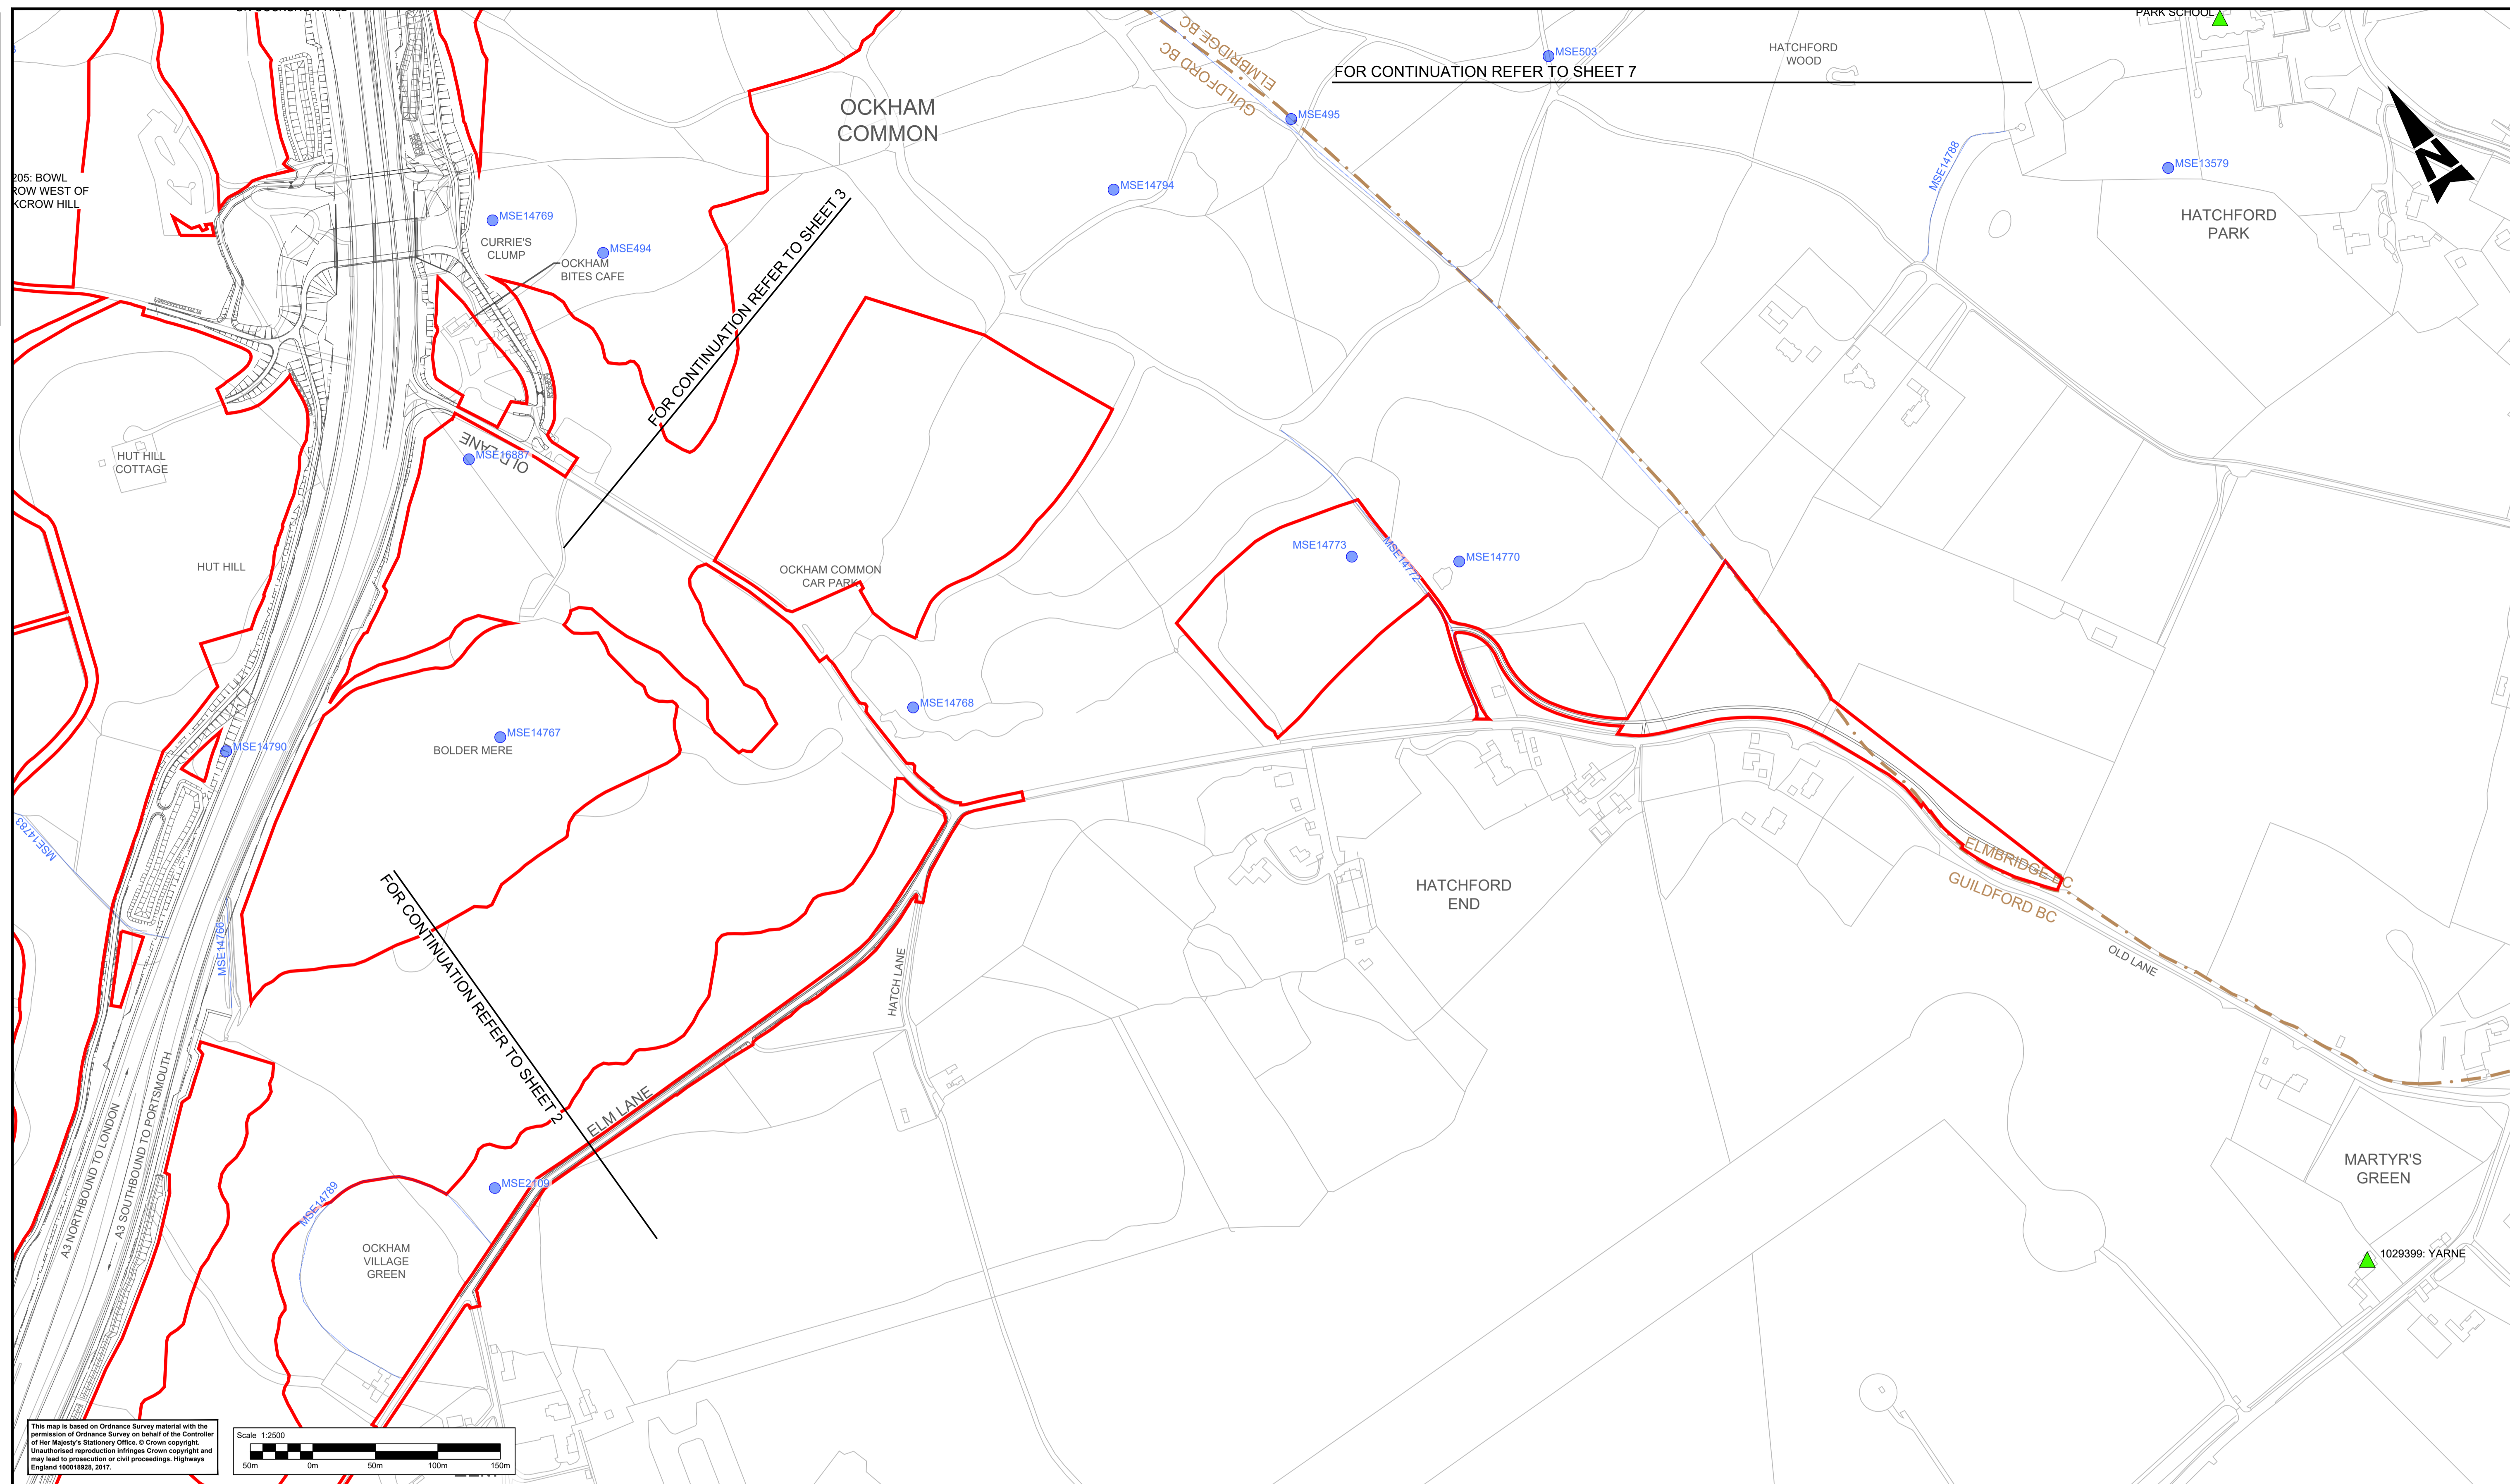 PARK SCHOOL
ELMBRIDGE BC
GUILDFORD BC
MSE503
HATCHFORD
WOOD
FOR CONTINUATION REFER TO SHEET 7
OCKHAM
COMMON
MSE495
N
205: BOWL
ROW WEST OF
KCROW HILL
MSE14788
MSE13579
MSE14794
HATCHFORD
PARK
MSE14769
CURRIE'S
CLUMP
MSE494
OCKHAM
BITES CAFE
FOR CONTINUATION REFER TO SHEET 3
HUT HILL
COTTAGE
OLD LANE
MSE16887
HUT HILL
OCKHAM COMMON
CAR PARK
MSE14773
MSE14772
MSE14770
MSE14768
MSE14767
BOLDER MERE
MSE14790
MSE14783
MSE14766
FOR CONTINUATION REFER TO SHEET 2
HATCHFORD
END
ELMBRIDGE BC
GUILDFORD BC
OLD LANE
HATCH LANE
ELM LANE
A3 NORTHBOUND TO LONDON
A3 SOUTHBOUND TO PORTSMOUTH
MSE14789
MSE2109
OCKHAM
VILLAGE
GREEN
MARTYR'S
GREEN
1029399: YARNE
This map is based on Ordnance Survey material with the
permission of Ordnance Survey on behalf of the Controller
of Her Majesty's Stationery Office. © Crown copyright.
Unauthorised reproduction infringes Crown copyright and
may lead to prosecution or civil proceedings. Highways
England 100018928, 2017.
Scale 1:2500
50m 0m 50m 100m 150m